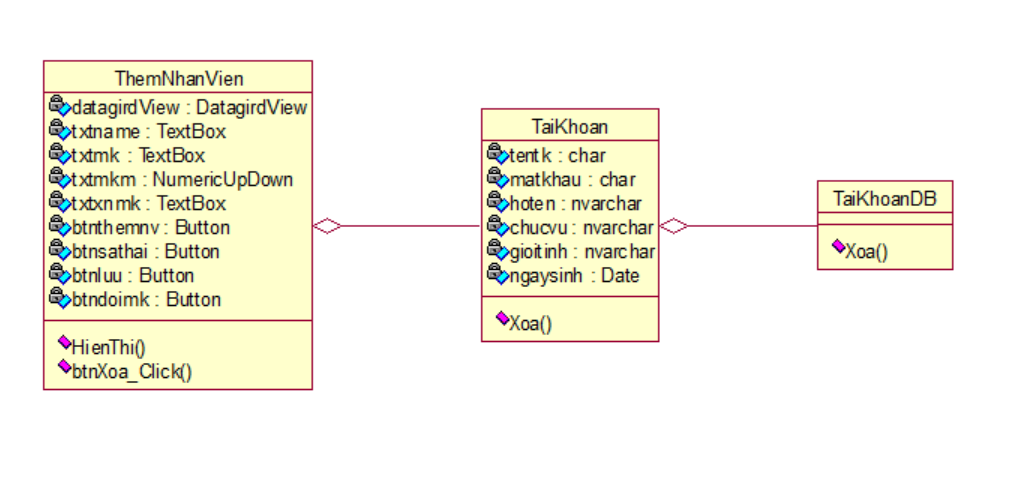 ThemNhanVien
datagirdView : DatagirdView
txtname : TextBox
txtmk : TextBox
txtmkm : NumericUpDown
txtxnmk : TextBox
btnthemnv : Button
btnsathai : Button
btnluu : Button
btndoimk : Button
HienThi()
btnXoa_Click()
TaiKhoan
tentk : char
matkhau : char
hoten : nvarchar
chucvu : nvarchar
gioitinh : nvarchar
ngaysinh : Date
Xoa()
TaiKhoanDB
Xoa()